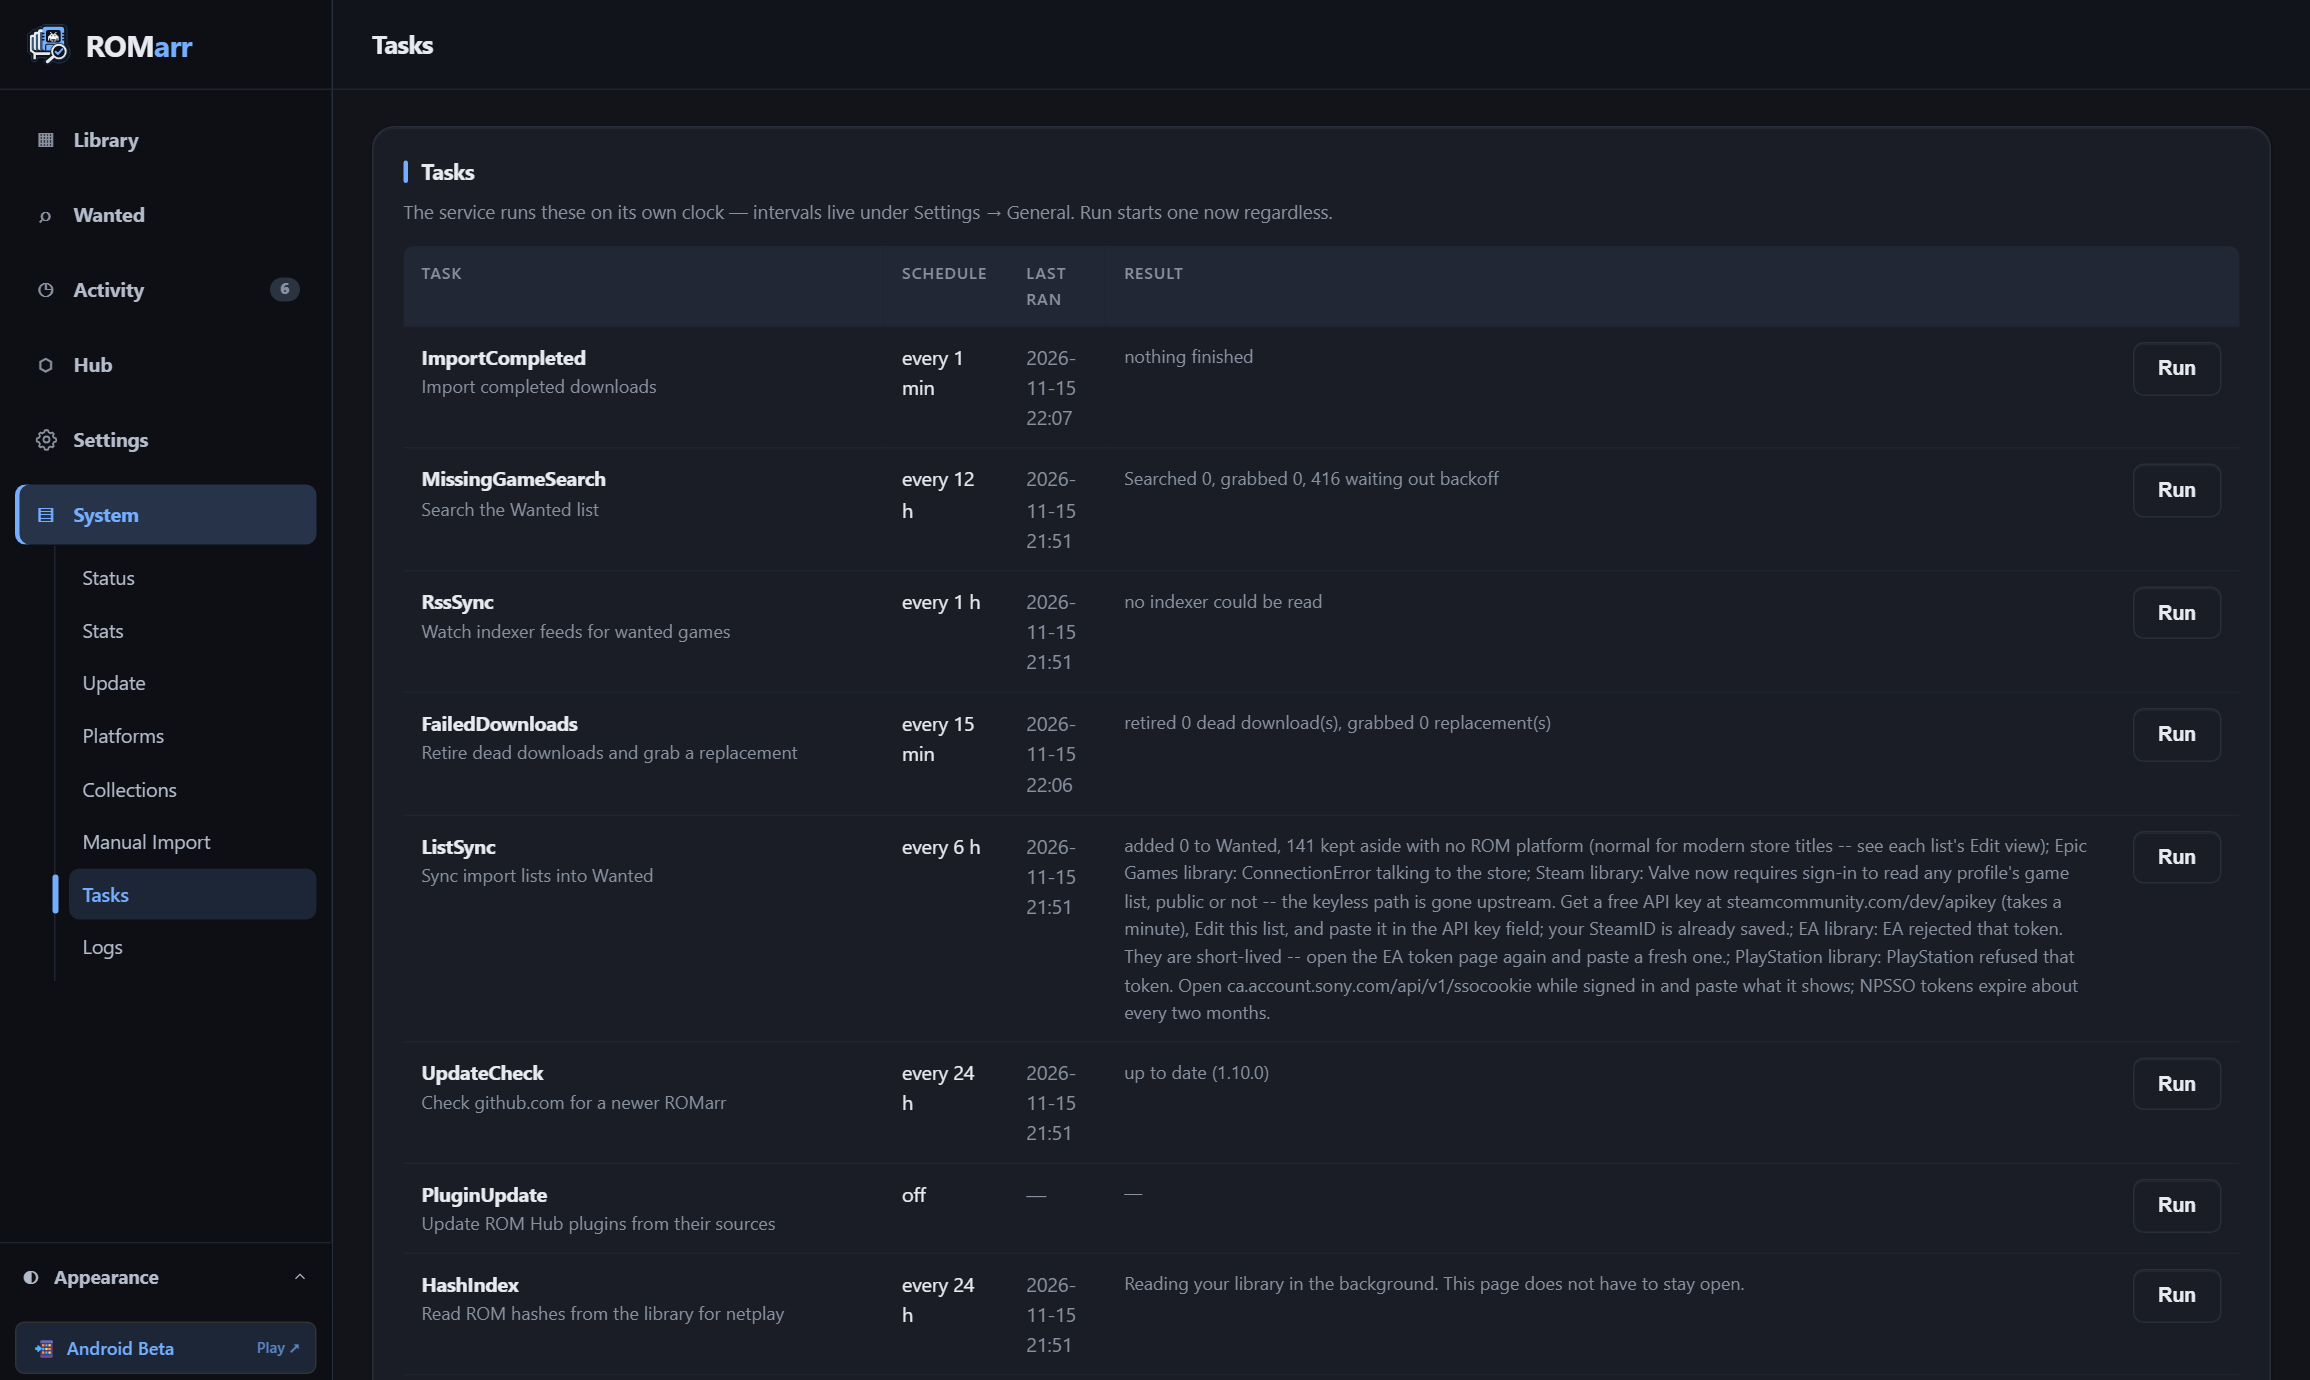 ROMarr
Library
Wanted
Activity 6
Hub
Settings
System
Status
Stats
Update
Platforms
Collections
Manual Import
Tasks
Logs
Appearance
Android Beta Play ↗
Tasks
Tasks
The service runs these on its own clock — intervals live under Settings → General. Run starts one now regardless.
TASK SCHEDULE LAST RAN RESULT
ImportCompleted
Import completed downloads
every 1
min
2026-
11-15
22:07
nothing finished
Run
MissingGameSearch
Search the Wanted list
every 12
h
2026-
11-15
21:51
Searched 0, grabbed 0, 416 waiting out backoff
Run
RssSync
Watch indexer feeds for wanted games
every 1 h
2026-
11-15
21:51
no indexer could be read
Run
FailedDownloads
Retire dead downloads and grab a replacement
every 15
min
2026-
11-15
22:06
retired 0 dead download(s), grabbed 0 replacement(s)
Run
ListSync
Sync import lists into Wanted
every 6 h
2026-
11-15
21:51
added 0 to Wanted, 141 kept aside with no ROM platform (normal for modern store titles -- see each list's Edit view); Epic
Games library: ConnectionError talking to the store; Steam library: Valve now requires sign-in to read any profile's game
list, public or not -- the keyless path is gone upstream. Get a free API key at steamcommunity.com/dev/apikey (takes a
minute), Edit this list, and paste it in the API key field; your SteamID is already saved.; EA library: EA rejected that token.
They are short-lived -- open the EA token page again and paste a fresh one.; PlayStation library: PlayStation refused that
token. Open ca.account.sony.com/api/v1/ssocookie while signed in and paste what it shows; NPSSO tokens expire about
every two months.
Run
UpdateCheck
Check github.com for a newer ROMarr
every 24
h
2026-
11-15
21:51
up to date (1.10.0)
Run
PluginUpdate
Update ROM Hub plugins from their sources
off
—
—
Run
HashIndex
Read ROM hashes from the library for netplay
every 24
h
2026-
11-15
21:51
Reading your library in the background. This page does not have to stay open.
Run